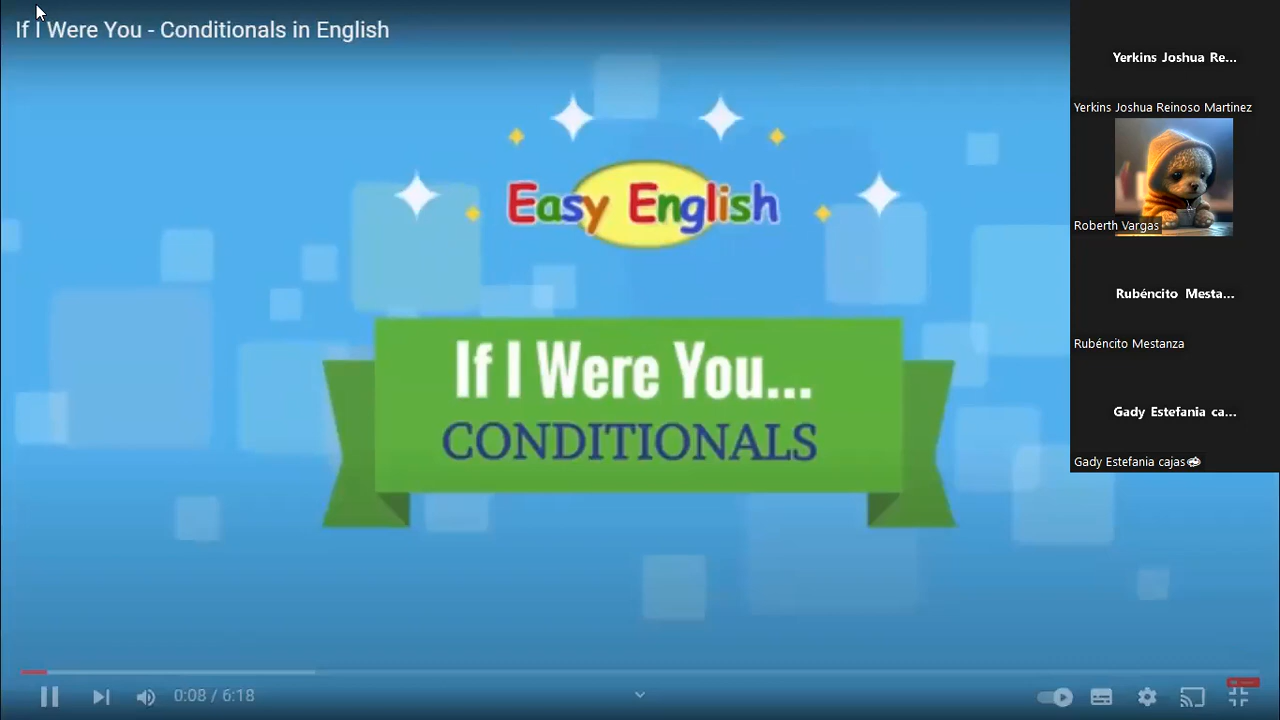 If I Were You - Conditionals in English
Easy English
If I Were You...
CONDITIONALS
0:08 / 6:18
Yerkins Joshua Re...
Yerkins Joshua Reinoso Martinez
Roberth Vargas
Rubéncito Mesta...
Rubéncito Mestanza
Gady Estefania ca...
Gady Estefania cajas